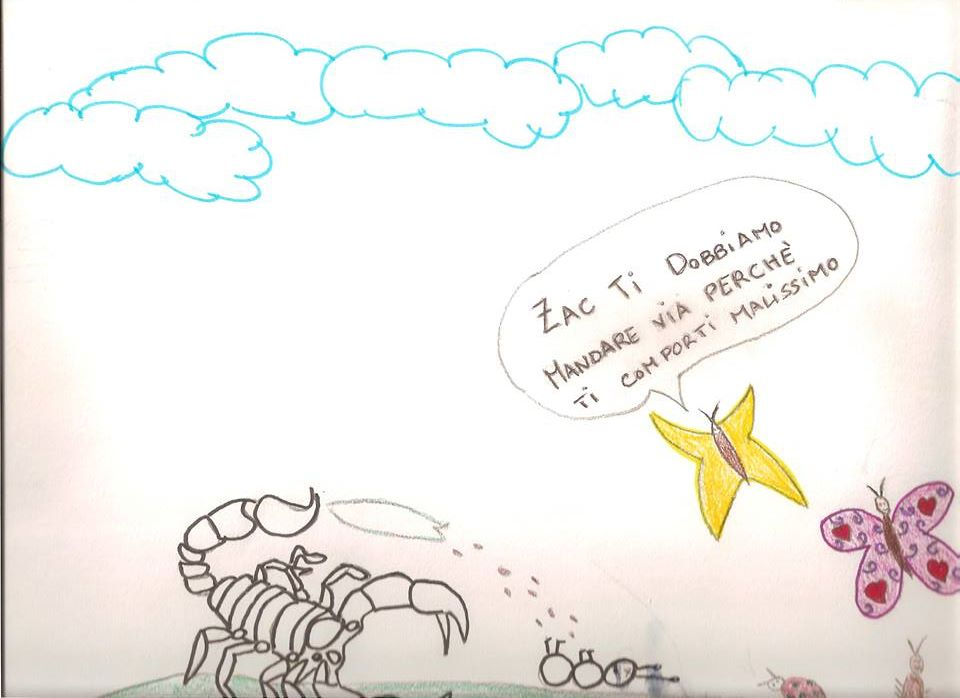 ZAC Ti DOBBiAMO
MANDARE ViA PERCHÈ
Ti COMPORTi MALiSSiMO